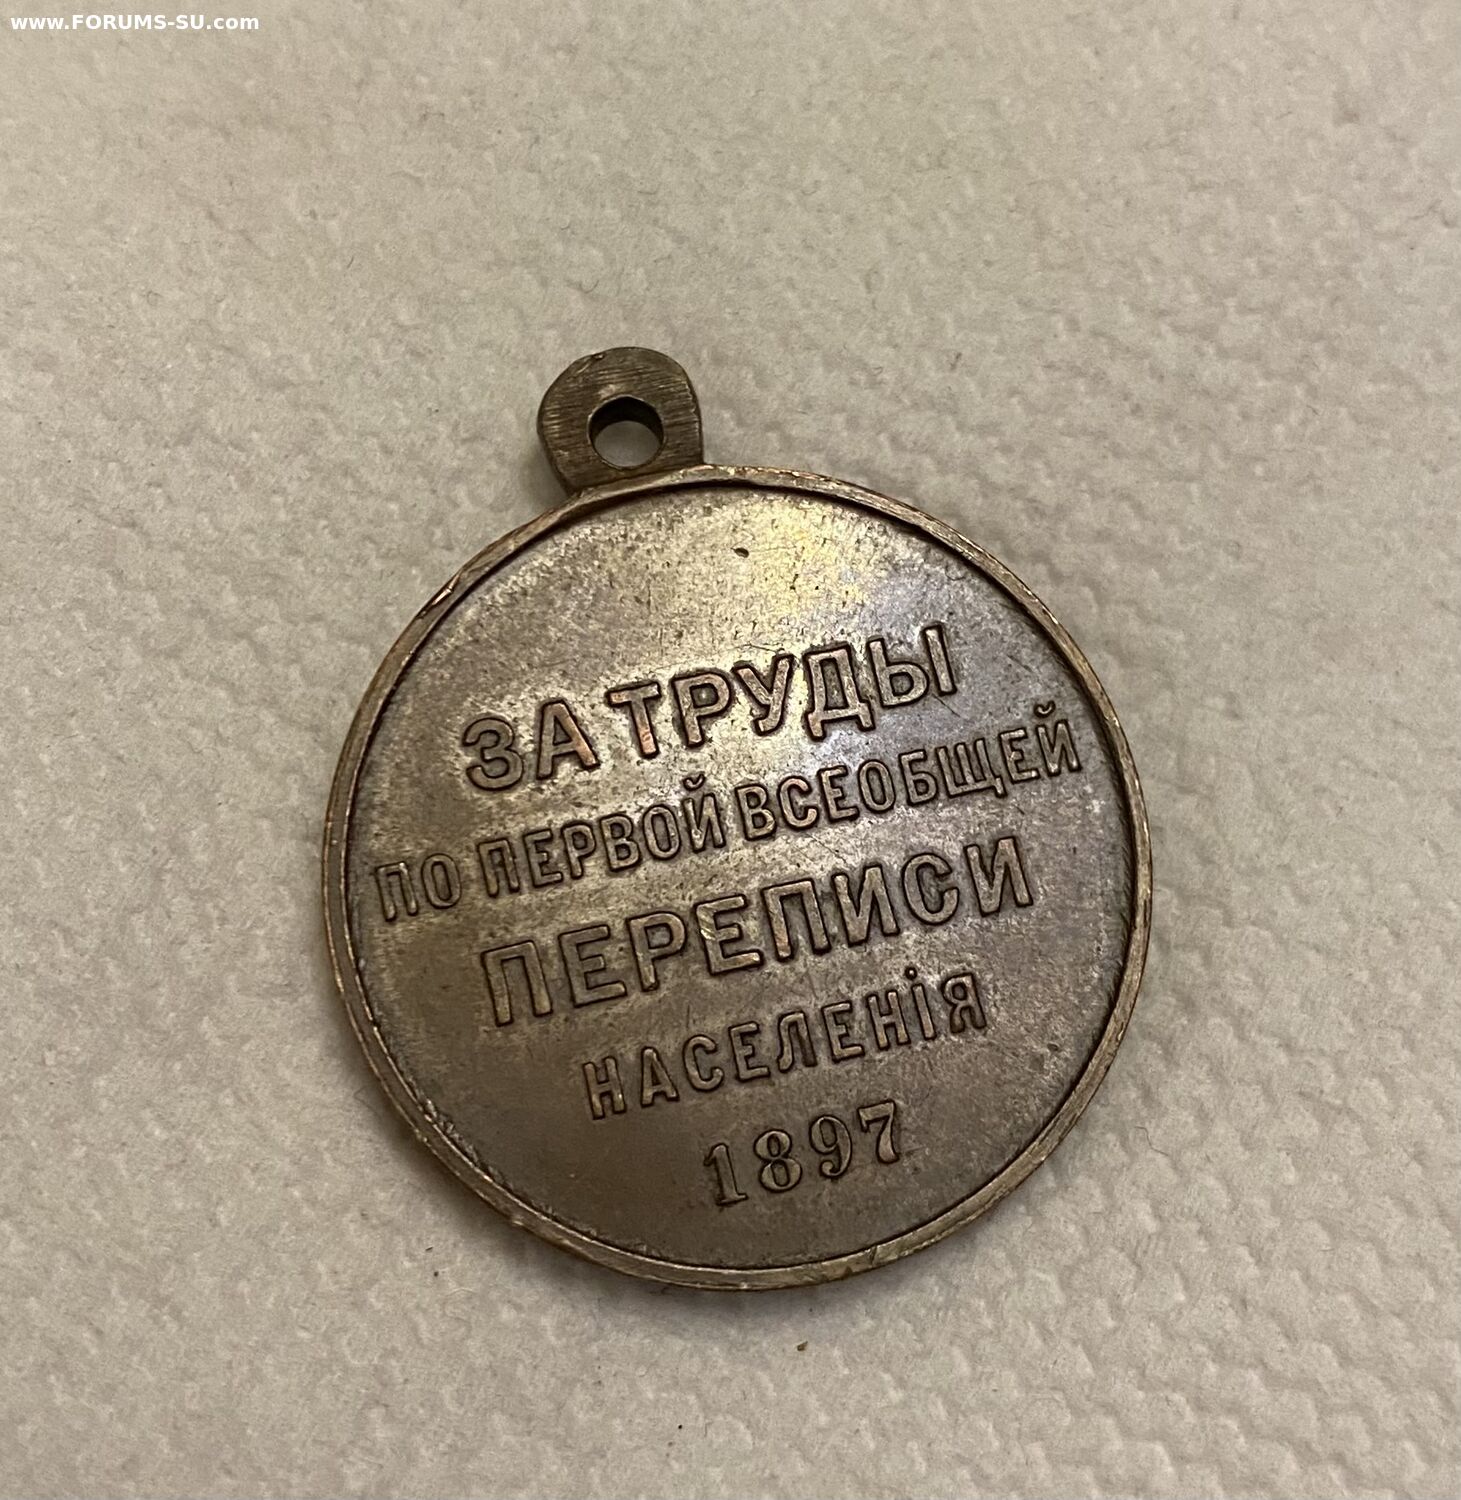 www.FORUMS-SU.com
ЗА ТРУДЫ
ПО ПЕРВОЙ ВСЕОБЩЕЙ
ПЕРЕПИСИ
НАСЕЛЕНІЯ
1897